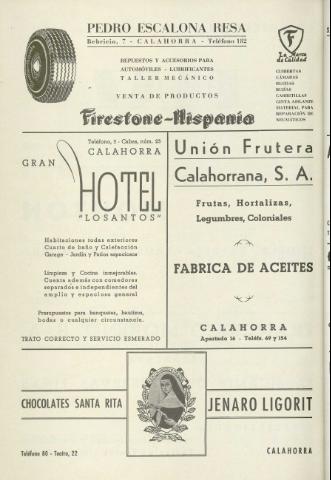 PEDRO ESCALONA RESA
Bebricio, 7 - CALAHORRA - Teléfono 182
REPUESTOS Y ACCESORIOS PARA
AUTOMÓVILES - LUBRICANTES
TALLER MECÁNICO
VENTA DE PRODUCTOS
Firestone-Hispania
La Marca
de Calidad
CUBIERTAS
CÁMARAS
BUJÍAS
CINTA AISLANTE
MATERIAL PARA
REPARACIÓN DE
NEUMÁTICOS
Teléfono, 5 - Calvo, núm. 25
CALAHORRA
GRAN
HOTEL
"LOSANTOS"
Habitaciones todas exteriores
Cuarto de baño y Calefacción
Garage - Jardín y Patios espaciosos
Limpieza y Cocina inmejorables.
Cuenta además con comedores
separados e independientes del
amplio y espacioso general
Presupuestos para banquetes, bautizos,
bodas o cualquier circunstancia.
TRATO CORRECTO Y SERVICIO ESMERADO
Unión Frutera
Calahorrana, S. A.
Frutas, Hortalizas,
Legumbres, Coloniales
FABRICA DE ACEITES
CALAHORRA
Apartado 16 - Teléfs. 69 y 154
CHOCOLATES SANTA RITA
JENARO LIGORIT
Teléfono 80 - Teatro, 22
CALAHORRA